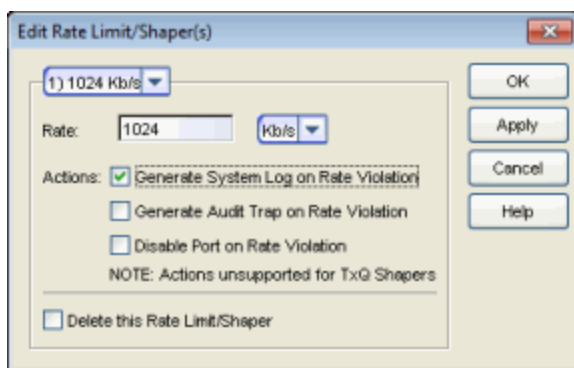 Edit Rate Limit/Shaper(s)
1) 1024 Kb/s
OK
Rate: 1024 Kb/s
Apply
Actions: Generate System Log on Rate Violation
Cancel
Generate Audit Trap on Rate Violation
Help
Disable Port on Rate Violation
NOTE: Actions unsupported for TxQ Shapers
Delete this Rate Limit/Shaper